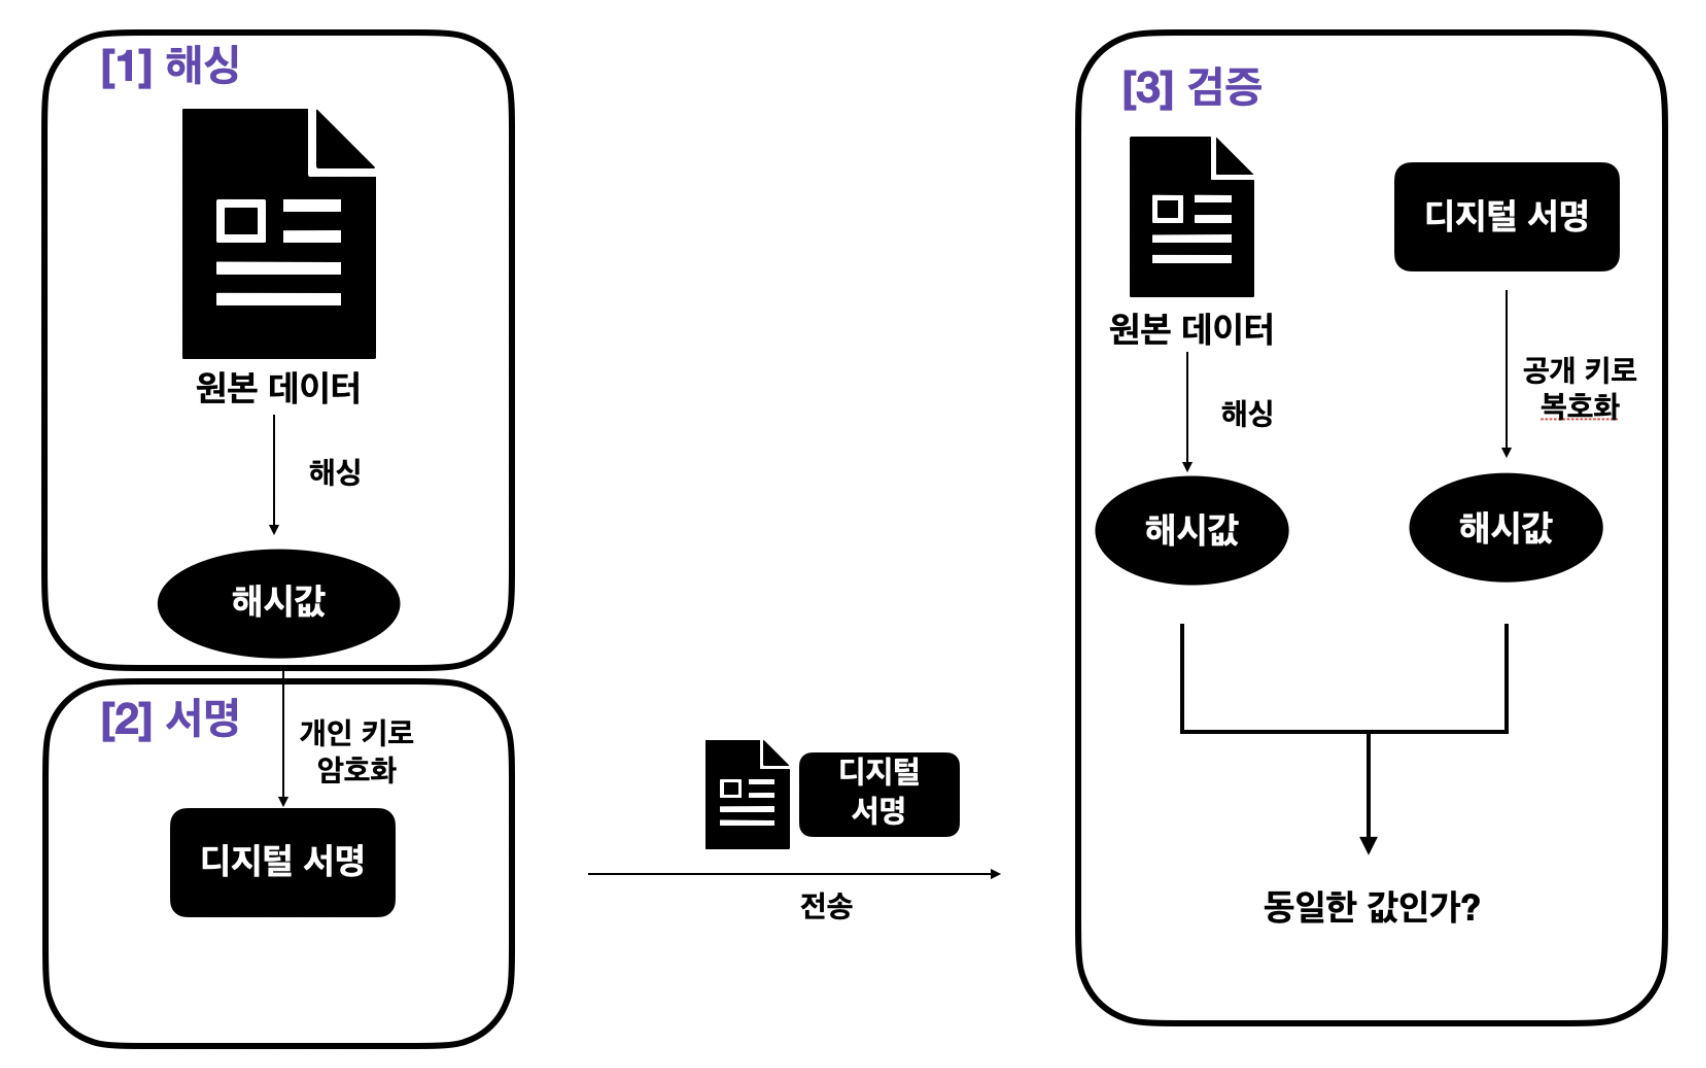 [1] 해싱
원본 데이터
해싱
해시값
[2] 서명
개인 키로
암호화
디지털 서명
디지털
서명
전송
[3] 검증
디지털 서명
원본 데이터
공개 키로
복호화
해싱
해시값
해시값
동일한 값인가?